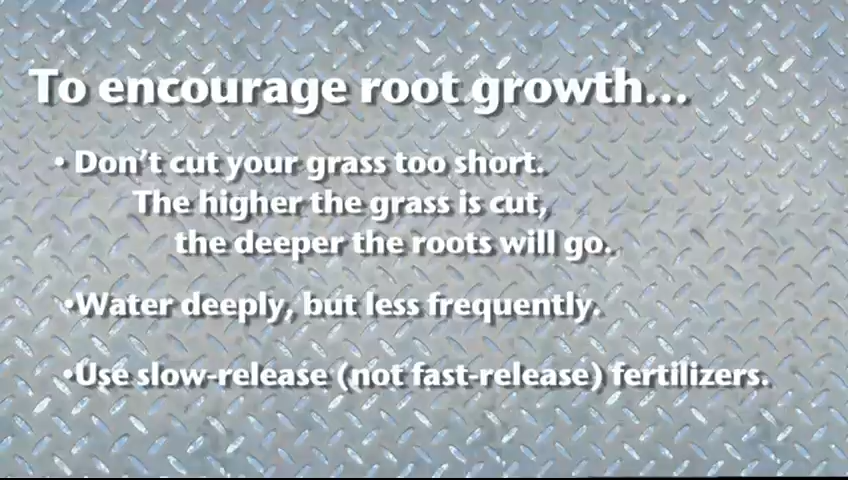 To encourage root growth...
• Don't cut your grass too short.
The higher the grass is cut,
the deeper the roots will go.
•Water deeply, but less frequently.
•Use slow-release (not fast-release) fertilizers.